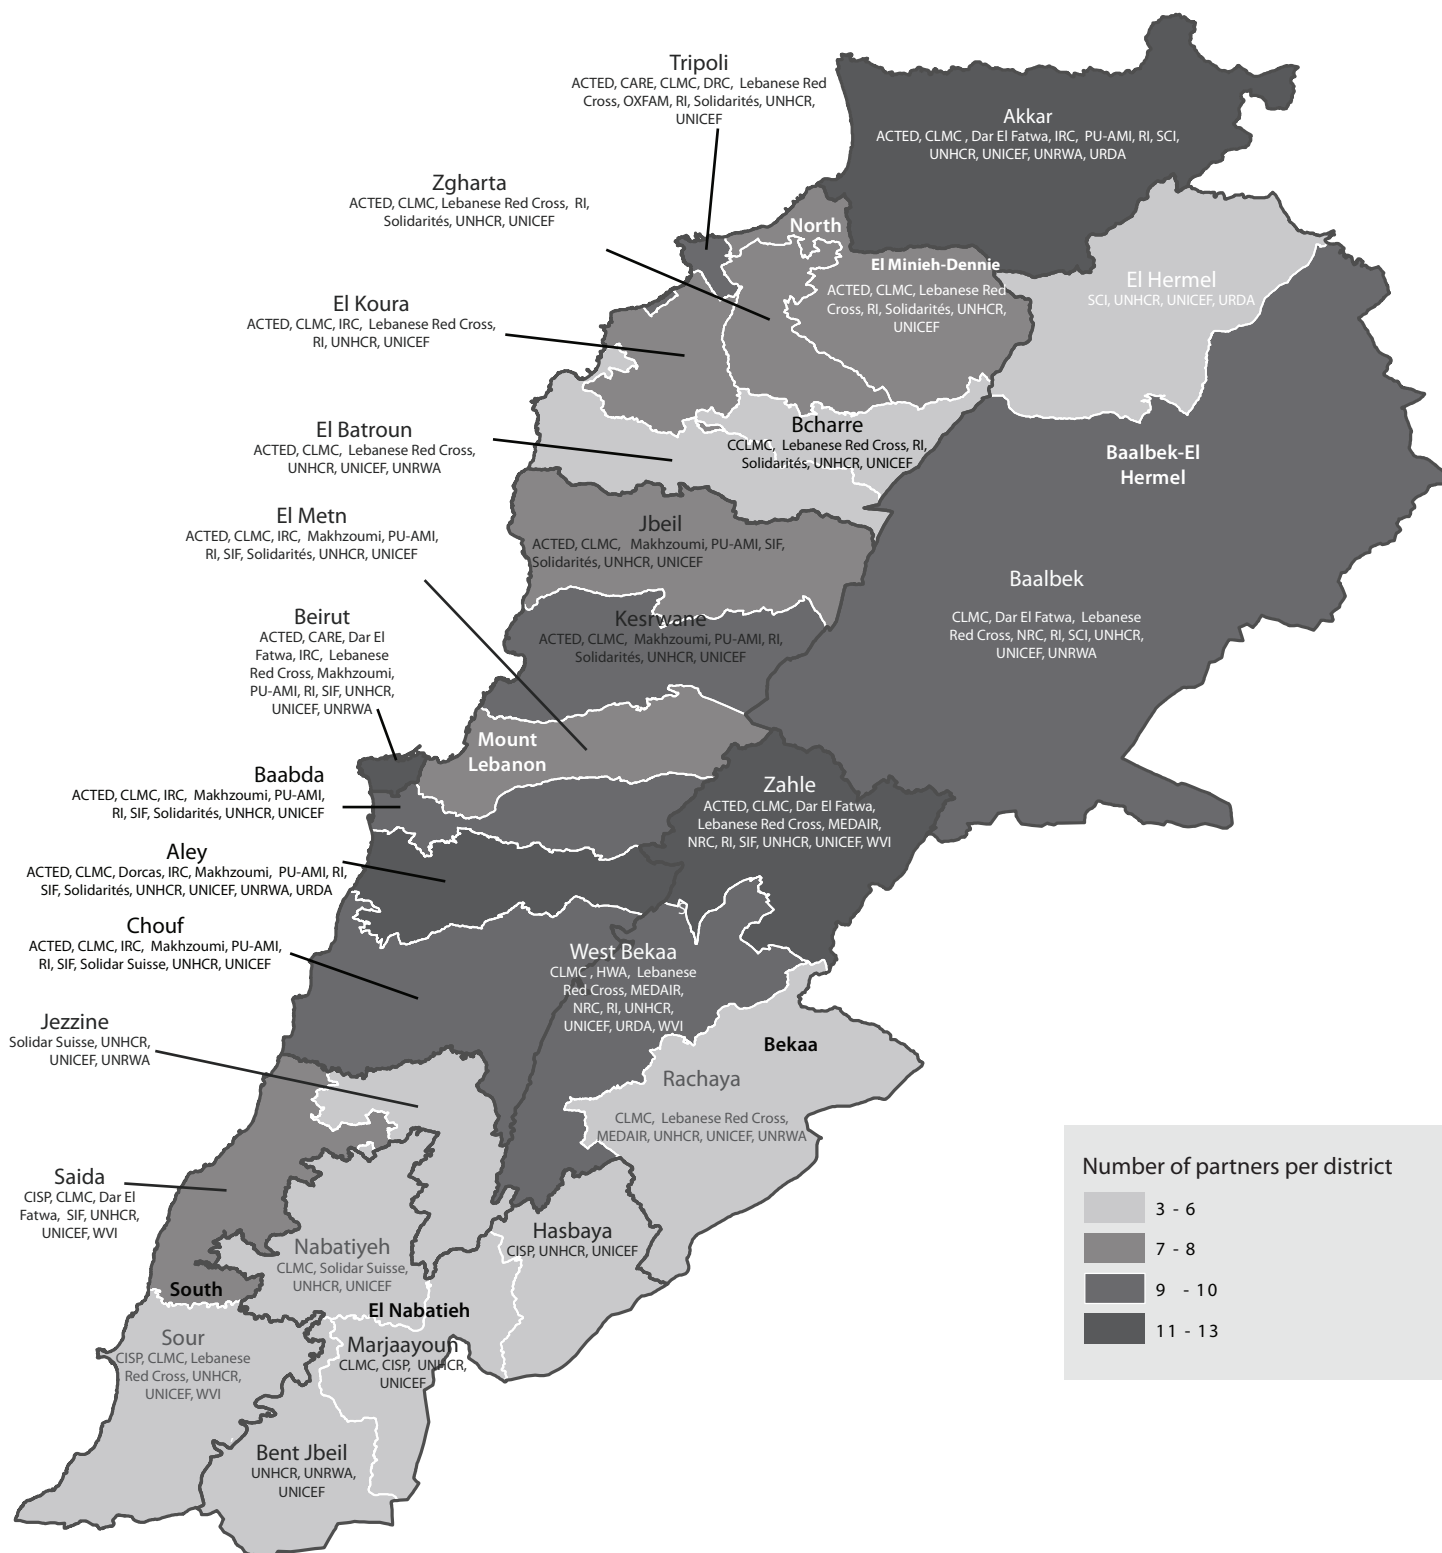 Tripoli
ACTED, CARE, CLMC, DRC, Lebanese Red
Cross, OXFAM, RI, Solidarités, UNHCR,
UNICEF
Akkar
ACTED, CLMC , Dar El Fatwa, IRC, PU-AMI, RI, SCI,
UNHCR, UNICEF, UNRWA, URDA
Zgharta
ACTED, CLMC, Lebanese Red Cross, RI,
Solidarités, UNHCR, UNICEF
North
El Minieh-Dennie
ACTED, CLMC, Lebanese Red
Cross, RI, Solidarités, UNHCR,
UNICEF
El Hermel
SCI, UNHCR, UNICEF, URDA
El Koura
ACTED, CLMC, IRC, Lebanese Red Cross,
RI, UNHCR, UNICEF
El Batroun
ACTED, CLMC, Lebanese Red Cross,
UNHCR, UNICEF, UNRWA
Bcharre
CCLMC, Lebanese Red Cross, RI,
Solidarités, UNHCR, UNICEF
Baalbek-El
Hermel
El Metn
ACTED, CLMC, IRC, Makhzoumi, PU-AMI,
RI, SIF, Solidarités, UNHCR, UNICEF
Jbeil
ACTED, CLMC, Makhzoumi, PU-AMI, SIF,
Solidarités, UNHCR, UNICEF
Baalbek
CLMC, Dar El Fatwa, Lebanese
Red Cross, NRC, RI, SCI, UNHCR,
UNICEF, UNRWA
Beirut
ACTED, CARE, Dar El
Fatwa, IRC, Lebanese
Red Cross, Makhzoumi,
PU-AMI, RI, SIF, UNHCR,
UNICEF, UNRWA
Kesrwane
ACTED, CLMC, Makhzoumi, PU-AMI, RI,
Solidarités, UNHCR, UNICEF
Mount
Lebanon
Baabda
ACTED, CLMC, IRC, Makhzoumi, PU-AMI,
RI, SIF, Solidarités, UNHCR, UNICEF
Zahle
ACTED, CLMC, Dar El Fatwa,
Lebanese Red Cross, MEDAIR,
NRC, RI, SIF, UNHCR, UNICEF, WVI
Aley
ACTED, CLMC, Dorcas, IRC, Makhzoumi, PU-AMI, RI,
SIF, Solidarités, UNHCR, UNICEF, UNRWA, URDA
Chouf
ACTED, CLMC, IRC, Makhzoumi, PU-AMI,
RI, SIF, Solidar Suisse, UNHCR, UNICEF
West Bekaa
CLMC , HWA, Lebanese
Red Cross, MEDAIR,
NRC, RI, UNHCR,
UNICEF, URDA, WVI
Jezzine
Solidar Suisse, UNHCR,
UNICEF, UNRWA
Bekaa
Rachaya
CLMC, Lebanese Red Cross,
MEDAIR, UNHCR, UNICEF, UNRWA
Saida
CISP, CLMC, Dar El
Fatwa, SIF, UNHCR,
UNICEF, WVI
Hasbaya
CISP, UNHCR, UNICEF
Nabatiyeh
CLMC, Solidar Suisse,
UNHCR, UNICEF
South
El Nabatieh
Sour
CISP, CLMC, Lebanese
Red Cross, UNHCR,
UNICEF, WVI
Marjaayoun
CLMC, CISP, UNHCR,
UNICEF
Bent Jbeil
UNHCR, UNRWA,
UNICEF
Number of partners per district
3 - 6
7 - 8
9 - 10
11 - 13